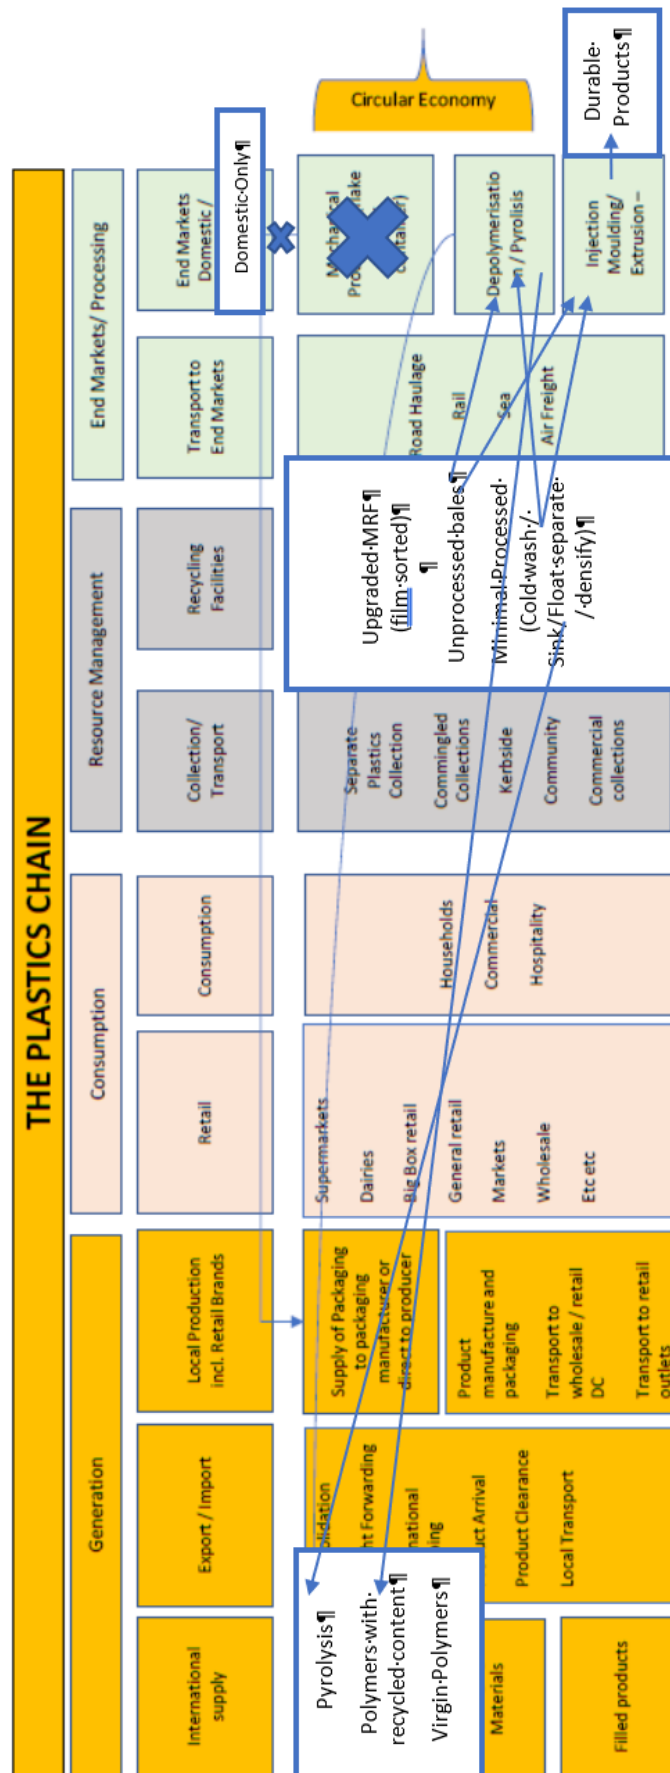 THE PLASTICS CHAIN
Generation
Consumption
Resource Management
End Markets/ Processing
International
supply
Export / Import
Local Production
incl. Retail Brands
Retail
Consumption
Collection/
Transport
Recycling
Facilities
Transport to
End Markets
End Markets
Domestic /
Domestic·Only¶
Pyrolysis¶
Polymers·with·
recycled·content¶
Virgin·Polymers¶
Materials
Filled products
Forwarding
Product Clearance
Local Transport
Supply of Packaging
to packaging
manufacturer or
direct to producer
Product
manufacture and
packaging
Transport to
wholesale / retail
DC
Transport to retail
outlets
Supermarkets
Dairies
Big Box retail
General retail
Markets
Wholesale
Etc etc
Households
Commercial
Hospitality
Separate
Plastics
Collection
Commingled
Collections
Kerbside
Community
Commercial
collections
Upgraded·MRF¶
(film·sorted)¶
¶
Unprocessed·bales¶
Minimal·Processed·
(Cold·wash·/·
Sink/Float·separate·
/·densify)¶
Road Haulage
Rail
Sea
Air Freight
Depolymerisatio
n / Pyrolisis
Injection
Moulding/
Extrusion –
Circular Economy
Durable·
Products¶